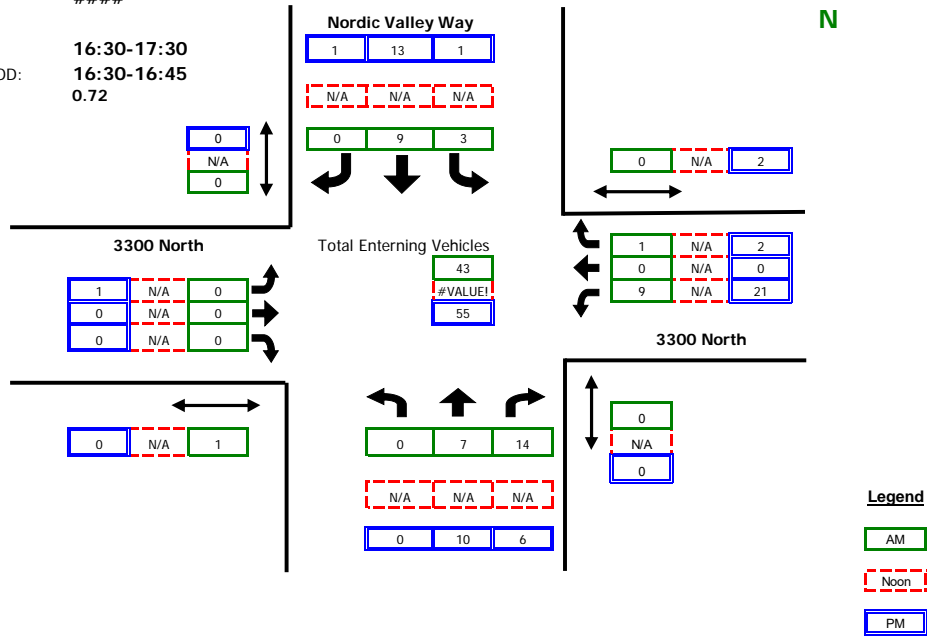 ####
N
Nordic Valley Way
1 13 1
16:30-17:30
OD: 16:30-16:45
0.72
N/A N/A N/A
0
N/A
0
0 9 3
0 N/A 2
3300 North
Total Enterning Vehicles
43
#VALUE!
55
1 N/A 2
0 N/A 0
9 N/A 21
1 N/A 0
0 N/A 0
0 N/A 0
3300 North
0 N/A 1
0 7 14
N/A N/A N/A
0 10 6
0
N/A
0
Legend
AM
Noon
PM